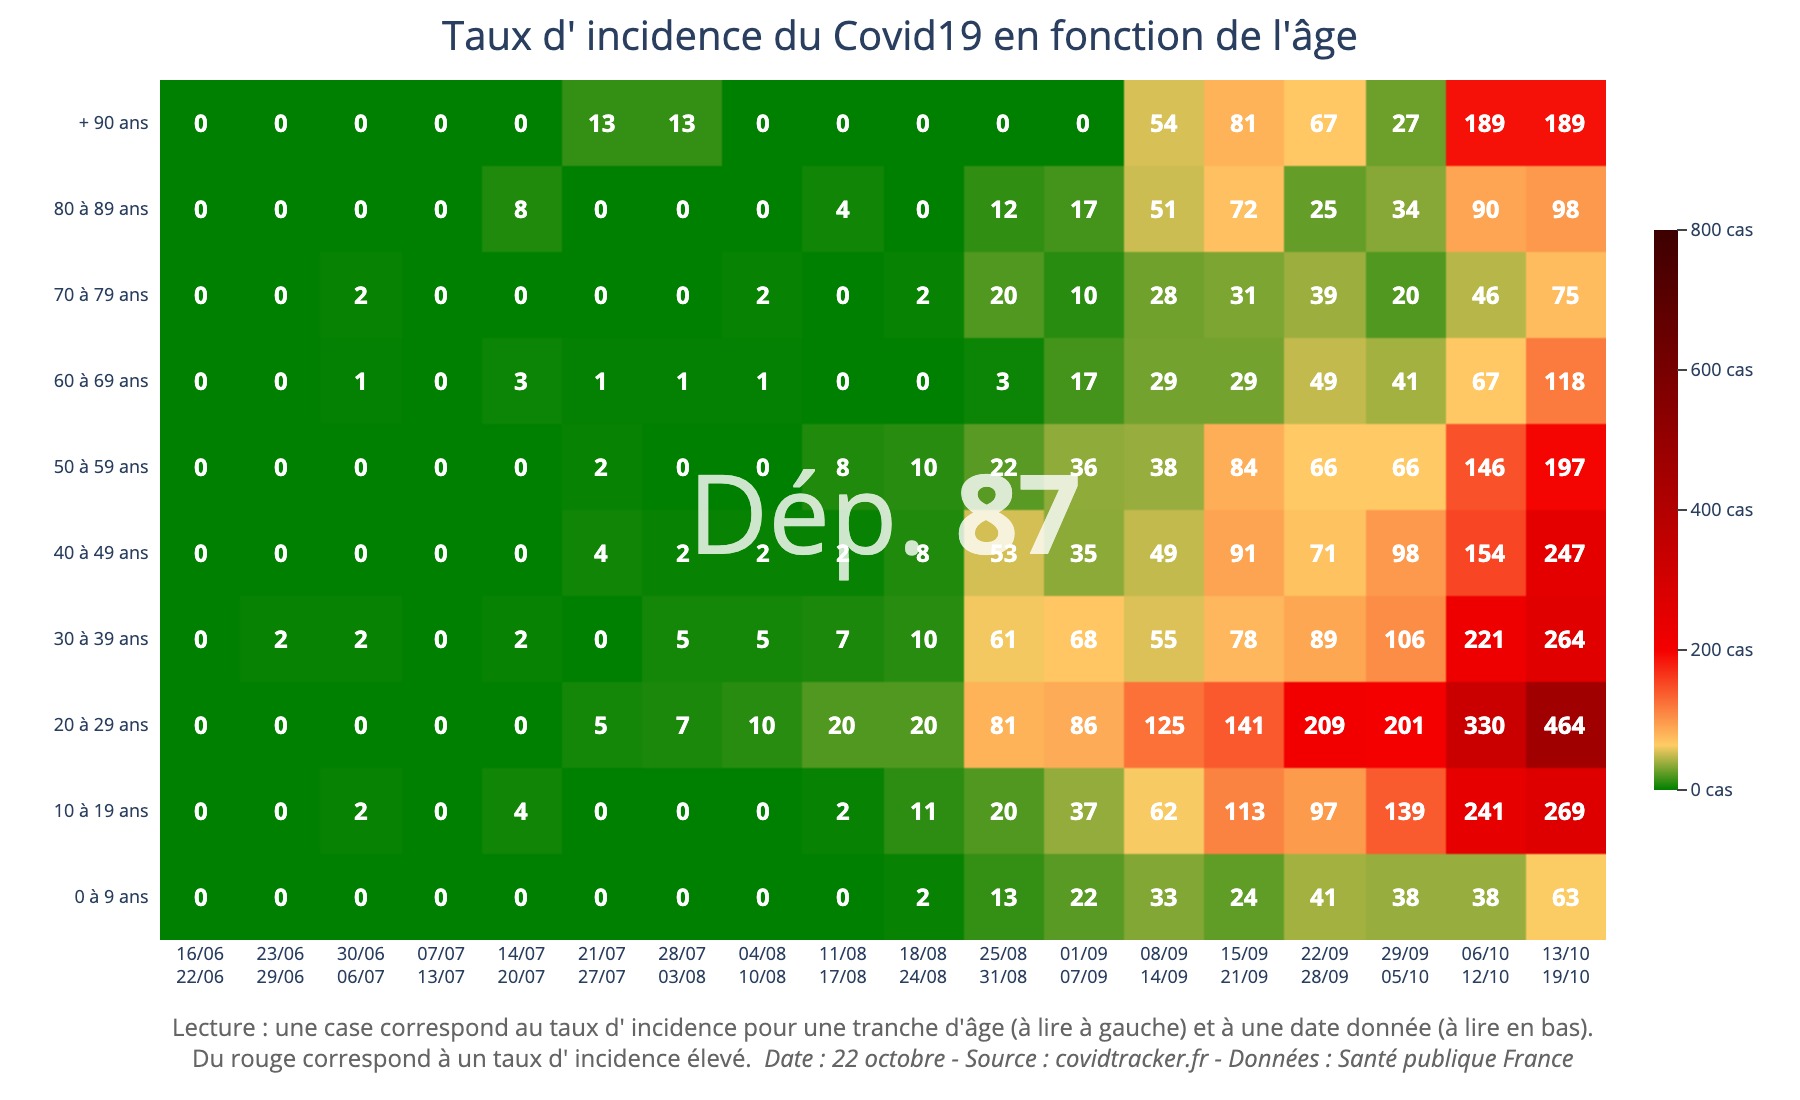 Taux d' incidence du Covid19 en fonction de l'âge
+ 90 ans 0 0 0 0 0 13 13 0 0 0 0 0 54 81 67 27 189 189
80 à 89 ans 0 0 0 0 8 0 0 0 4 0 12 17 51 72 25 34 90 98
800 cas
70 à 79 ans 0 0 2 0 0 0 0 2 0 2 20 10 28 31 39 20 46 75
60 à 69 ans 0 0 1 0 3 1 1 1 0 0 3 17 29 29 49 41 67 118
600 cas
50 à 59 ans 0 0 0 0 0 2 0 0 8 10 22 36 38 84 66 66 146 197
Dép. 87
400 cas
40 à 49 ans 0 0 0 0 0 4 2 2 2 8 53 35 49 91 71 98 154 247
30 à 39 ans 0 2 2 0 2 0 5 5 7 10 61 68 55 78 89 106 221 264
200 cas
20 à 29 ans 0 0 0 0 0 5 7 10 20 20 81 86 125 141 209 201 330 464
0 cas
10 à 19 ans 0 0 2 0 4 0 0 0 2 11 20 37 62 113 97 139 241 269
0 à 9 ans 0 0 0 0 0 0 0 0 0 2 13 22 33 24 41 38 38 63
16/06 23/06 30/06 07/07 14/07 21/07 28/07 04/08 11/08 18/08 25/08 01/09 08/09 15/09 22/09 29/09 06/10 13/10
22/06 29/06 06/07 13/07 20/07 27/07 03/08 10/08 17/08 24/08 31/08 07/09 14/09 21/09 28/09 05/10 12/10 19/10
Lecture : une case correspond au taux d' incidence pour une tranche d'âge (à lire à gauche) et à une date donnée (à lire en bas).
Du rouge correspond à un taux d' incidence élevé. Date : 22 octobre - Source : covidtracker.fr - Données : Santé publique France